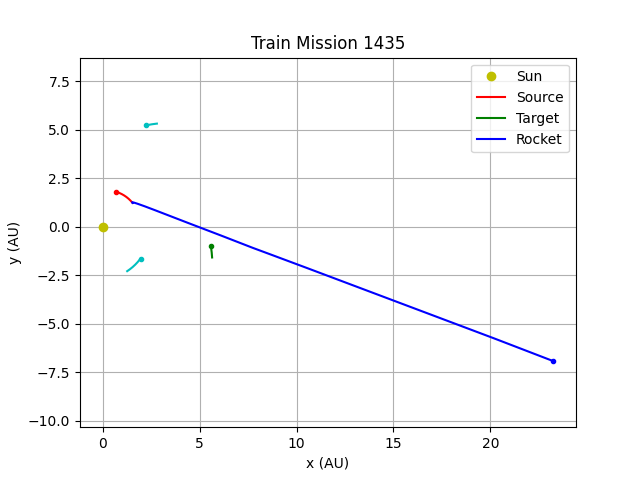 Train Mission 1435
Sun
Source
Target
Rocket
7.5
5.0
2.5
0.0
−2.5
−5.0
−7.5
−10.0
y (AU)
0 5 10 15 20
x (AU)